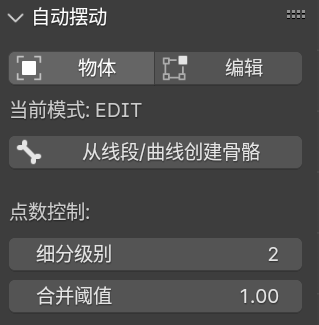 自动摆动
物体 编辑
当前模式: EDIT
从线段/曲线创建骨骼
点数控制:
细分级别 2
合并阈值 1.00